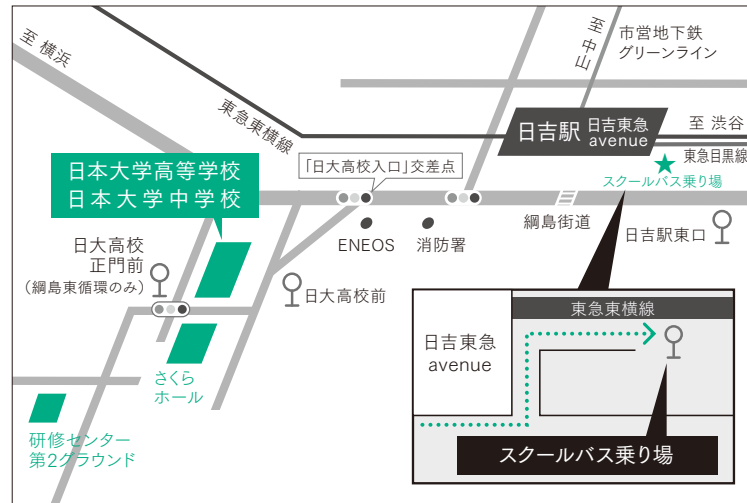 至 横浜
東急東横線
至 中山
市営地下鉄
グリーンライン
日吉駅
日吉東急
avenue
至 渋谷
東急目黒線
スクールバス乗り場
日本大学高等学校
日本大学中学校
「日大高校入口」交差点
ENEOS
消防署
綱島街道
日吉駅東口
日大高校
正門前
(綱島東循環のみ)
日大高校前
さくら
ホール
研修センター
第2グラウンド
東急東横線
日吉東急
avenue
スクールバス乗り場